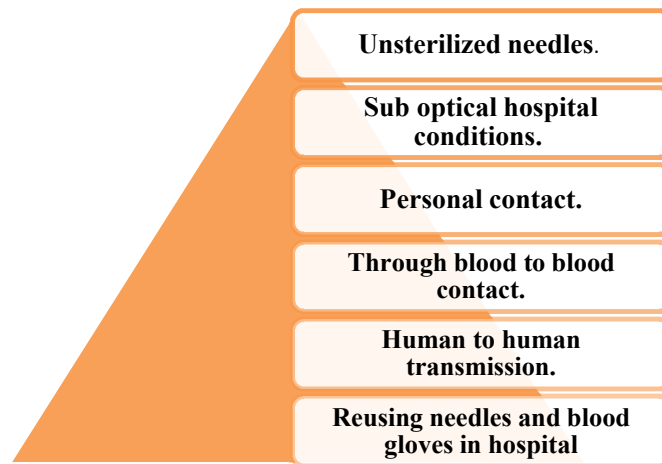 Unsterilized needles.
Sub optical hospital
conditions.
Personal contact.
Through blood to blood
contact.
Human to human
transmission.
Reusing needles and blood
gloves in hospital